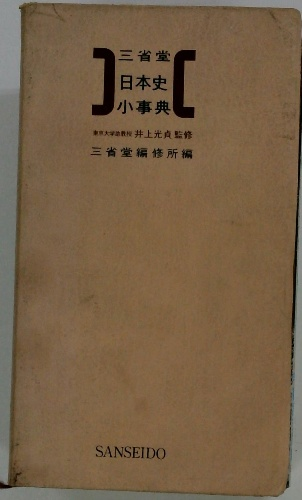 三省堂
日本史
小事典
東京大学助教授 井上光貞 監修
三省堂編修所編
SANSEIDO